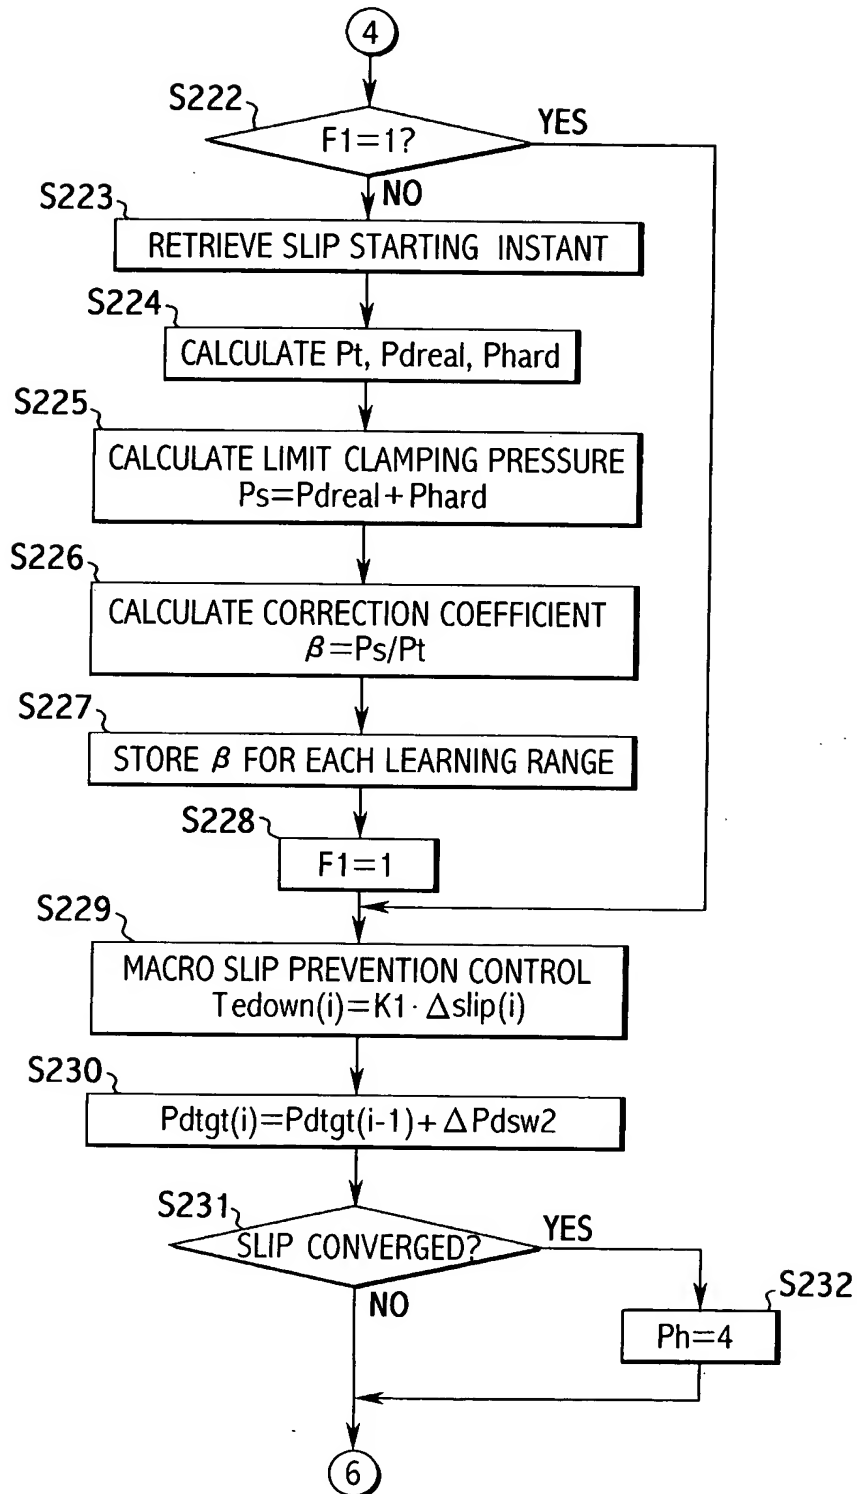 4
S222
F1=1?
YES
NO
S223
RETRIEVE SLIP STARTING INSTANT
S224
CALCULATE Pt, Pdreal, Phard
S225
CALCULATE LIMIT CLAMPING PRESSURE
Ps=Pdreal+Phard
S226
CALCULATE CORRECTION COEFFICIENT
β=Ps/Pt
S227
STORE β FOR EACH LEARNING RANGE
S228
F1=1
S229
MACRO SLIP PREVENTION CONTROL
Tedown(i)=K1·Δslip(i)
S230
Pdtgt(i)=Pdtgt(i-1)+ΔPdsw2
S231
SLIP CONVERGED?
YES
NO
S232
Ph=4
6